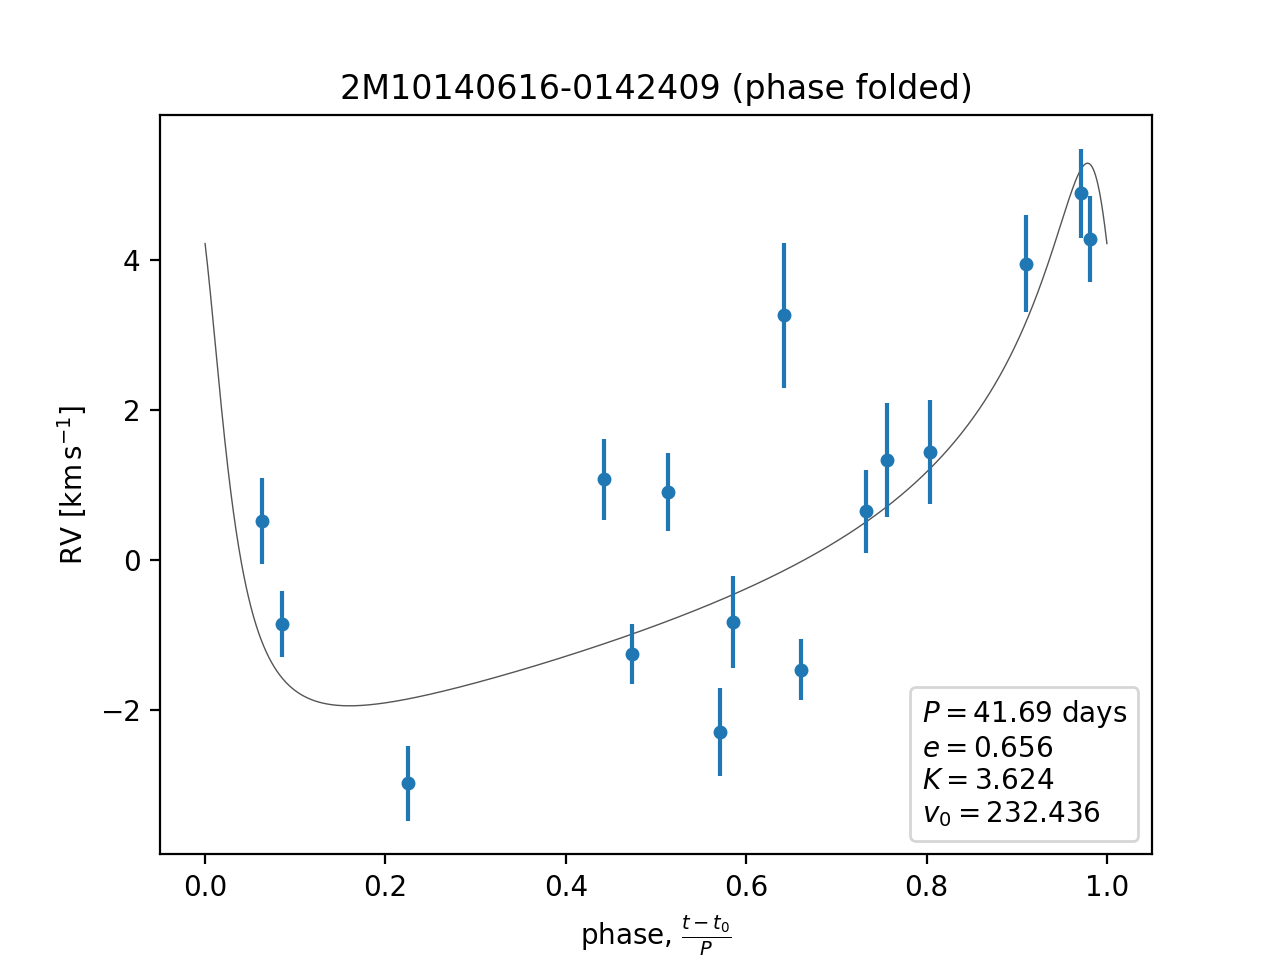 2M10140616-0142409 (phase folded)
RV [km s⁻¹]
4
2
0
−2
0.0 0.2 0.4 0.6 0.8 1.0
phase, (t − t₀)/P
P = 41.69 days
e = 0.656
K = 3.624
v₀ = 232.436